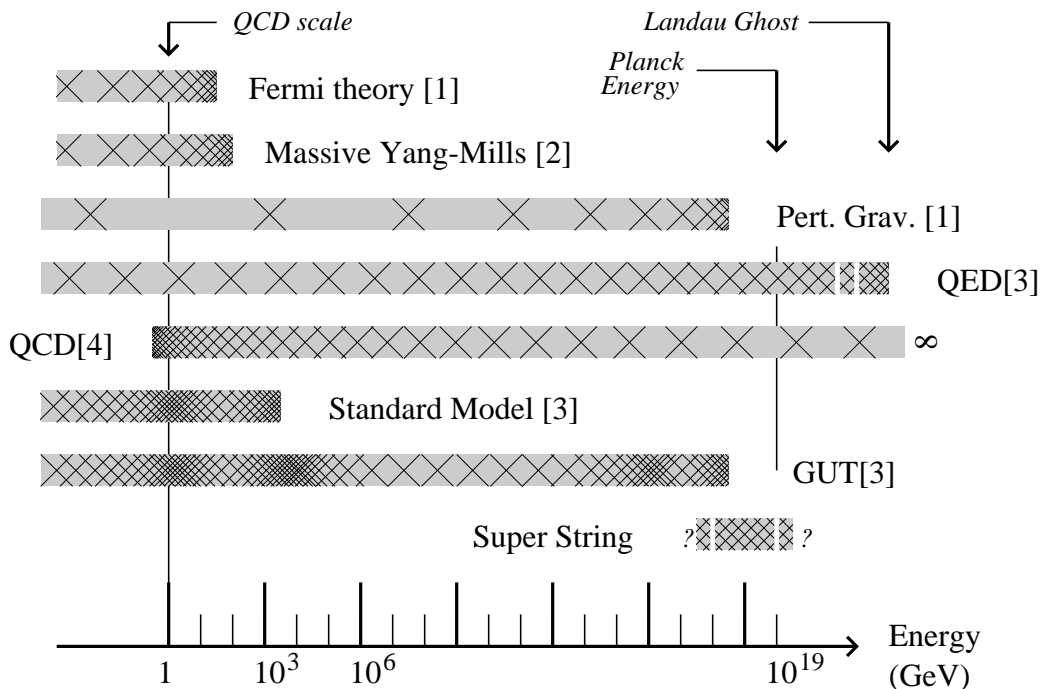 QCD scale
Landau Ghost
Planck
Energy
Fermi theory [1]
Massive Yang-Mills [2]
Pert. Grav. [1]
QED[3]
QCD[4]
∞
Standard Model [3]
GUT[3]
Super String
?
?
1
10³
10⁶
10¹⁹
Energy
(GeV)